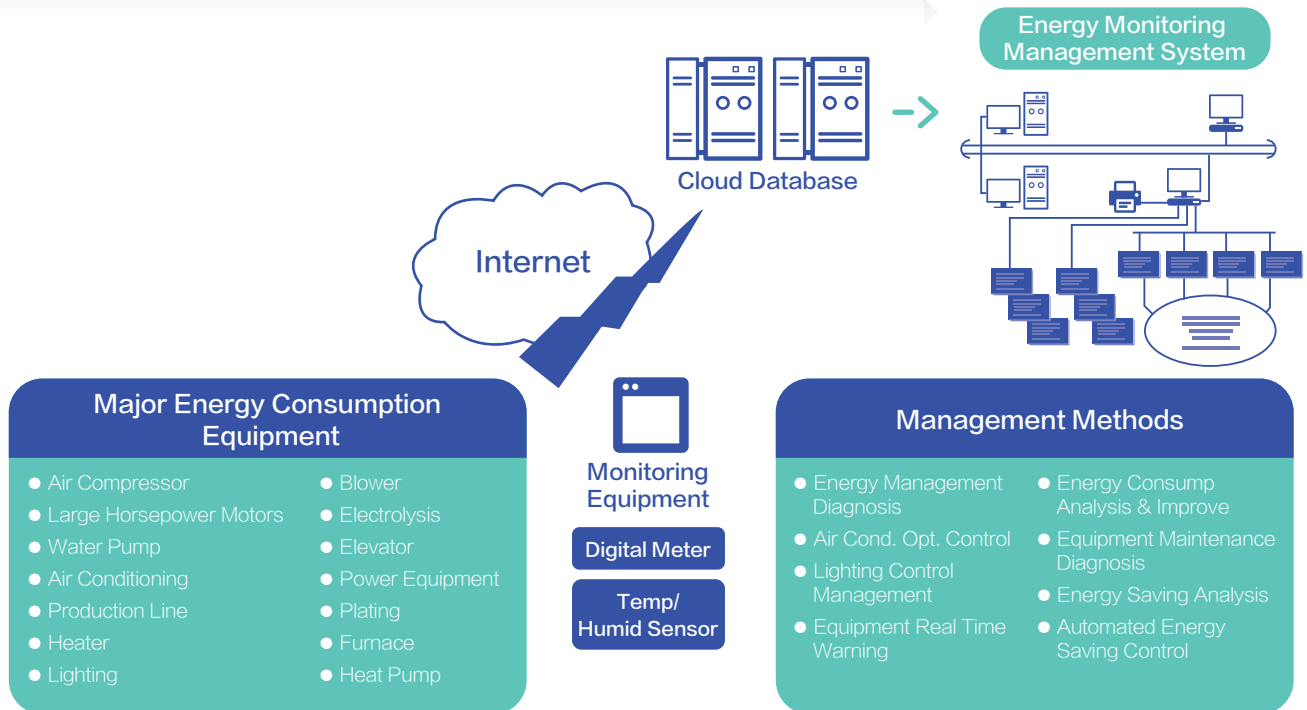 Energy Monitoring
Management System
Cloud Database
Internet
Major Energy Consumption
Equipment
● Air Compressor
● Large Horsepower Motors
● Water Pump
● Air Conditioning
● Production Line
● Heater
● Lighting
● Blower
● Electrolysis
● Elevator
● Power Equipment
● Plating
● Furnace
● Heat Pump
Monitoring
Equipment
Digital Meter
Temp/
Humid Sensor
Management Methods
● Energy Management
Diagnosis
● Air Cond. Opt. Control
● Lighting Control
Management
● Equipment Real Time
Warning
● Energy Consump
Analysis & Improve
● Equipment Maintenance
Diagnosis
● Energy Saving Analysis
● Automated Energy
Saving Control